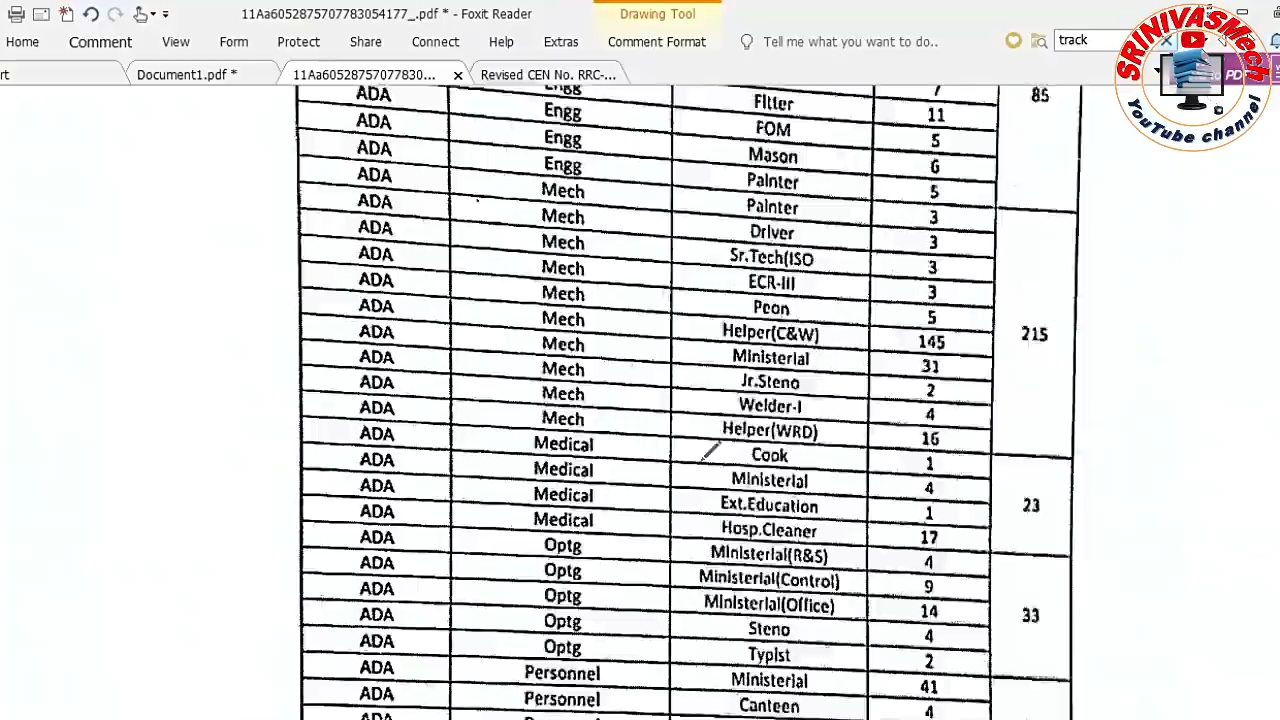 11Aa6052875707783054177_.pdf * - Foxit Reader
Drawing Tool
Home Comment View Form Protect Share Connect Help Extras Comment Format Tell me what you want to do.. track
rt Document1.pdf * 11Aa60528757077830... Revised CEN No. RRC-... PD
SRINIVASMech
YouTube channel
ADA Engg 7 85
ADA Engg Fitter 11
ADA Engg FOM 5
ADA Engg Mason 6
ADA Mech Painter 5
ADA Mech Painter 3
ADA Mech Driver 3
ADA Mech Sr.Tech(ISO 3
ADA Mech ECR-III 3
ADA Mech Peon 5 215
ADA Mech Helper(C&W) 145
ADA Mech Ministerial 31
ADA Mech Jr.Steno 2
ADA Mech Welder-I 4
ADA Medical Helper(WRD) 16
ADA Medical Cook 1
ADA Medical Ministerial 4 23
ADA Medical Ext.Education 1
ADA Optg Hosp.Cleaner 17
ADA Optg Ministerial(R&S) 4
ADA Optg Ministerial(Control) 9
ADA Optg Ministerial(Office) 14 33
ADA Optg Steno 4
ADA Personnel Typist 2
ADA Personnel Ministerial 41
Canteen 4